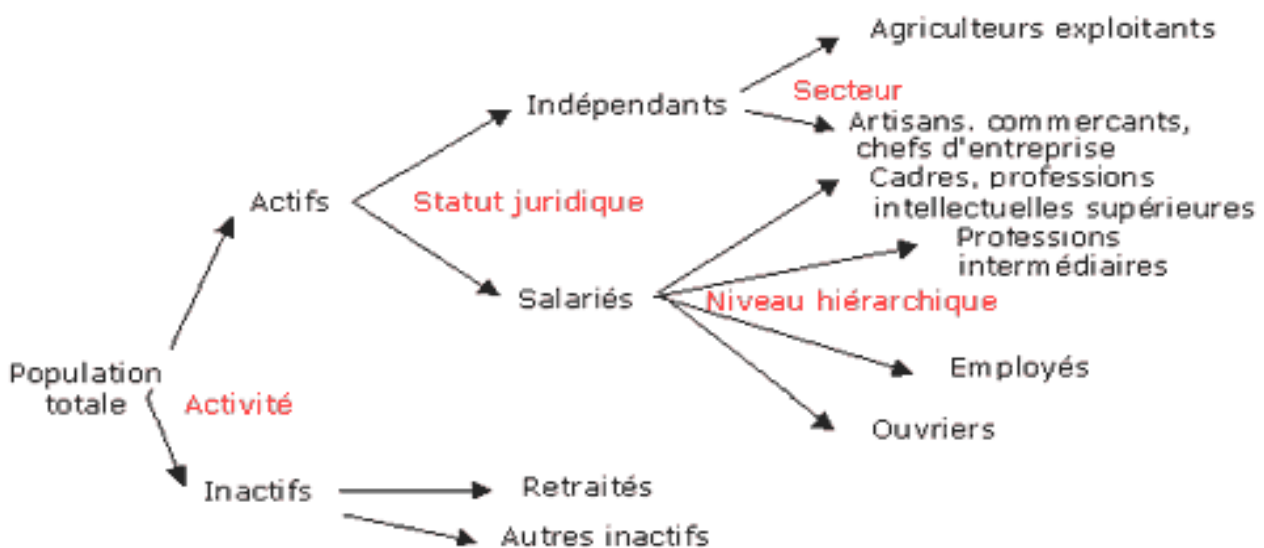 Agriculteurs exploitants
Secteur
Indépendants
Artisans. commercants,
chefs d'entreprise
Cadres, professions
intellectuelles supérieures
Actifs
Statut juridique
Professions
intermédiaires
Salariés
Niveau hiérarchique
Employés
Population
totale
Activité
Ouvriers
Inactifs
Retraités
Autres inactifs